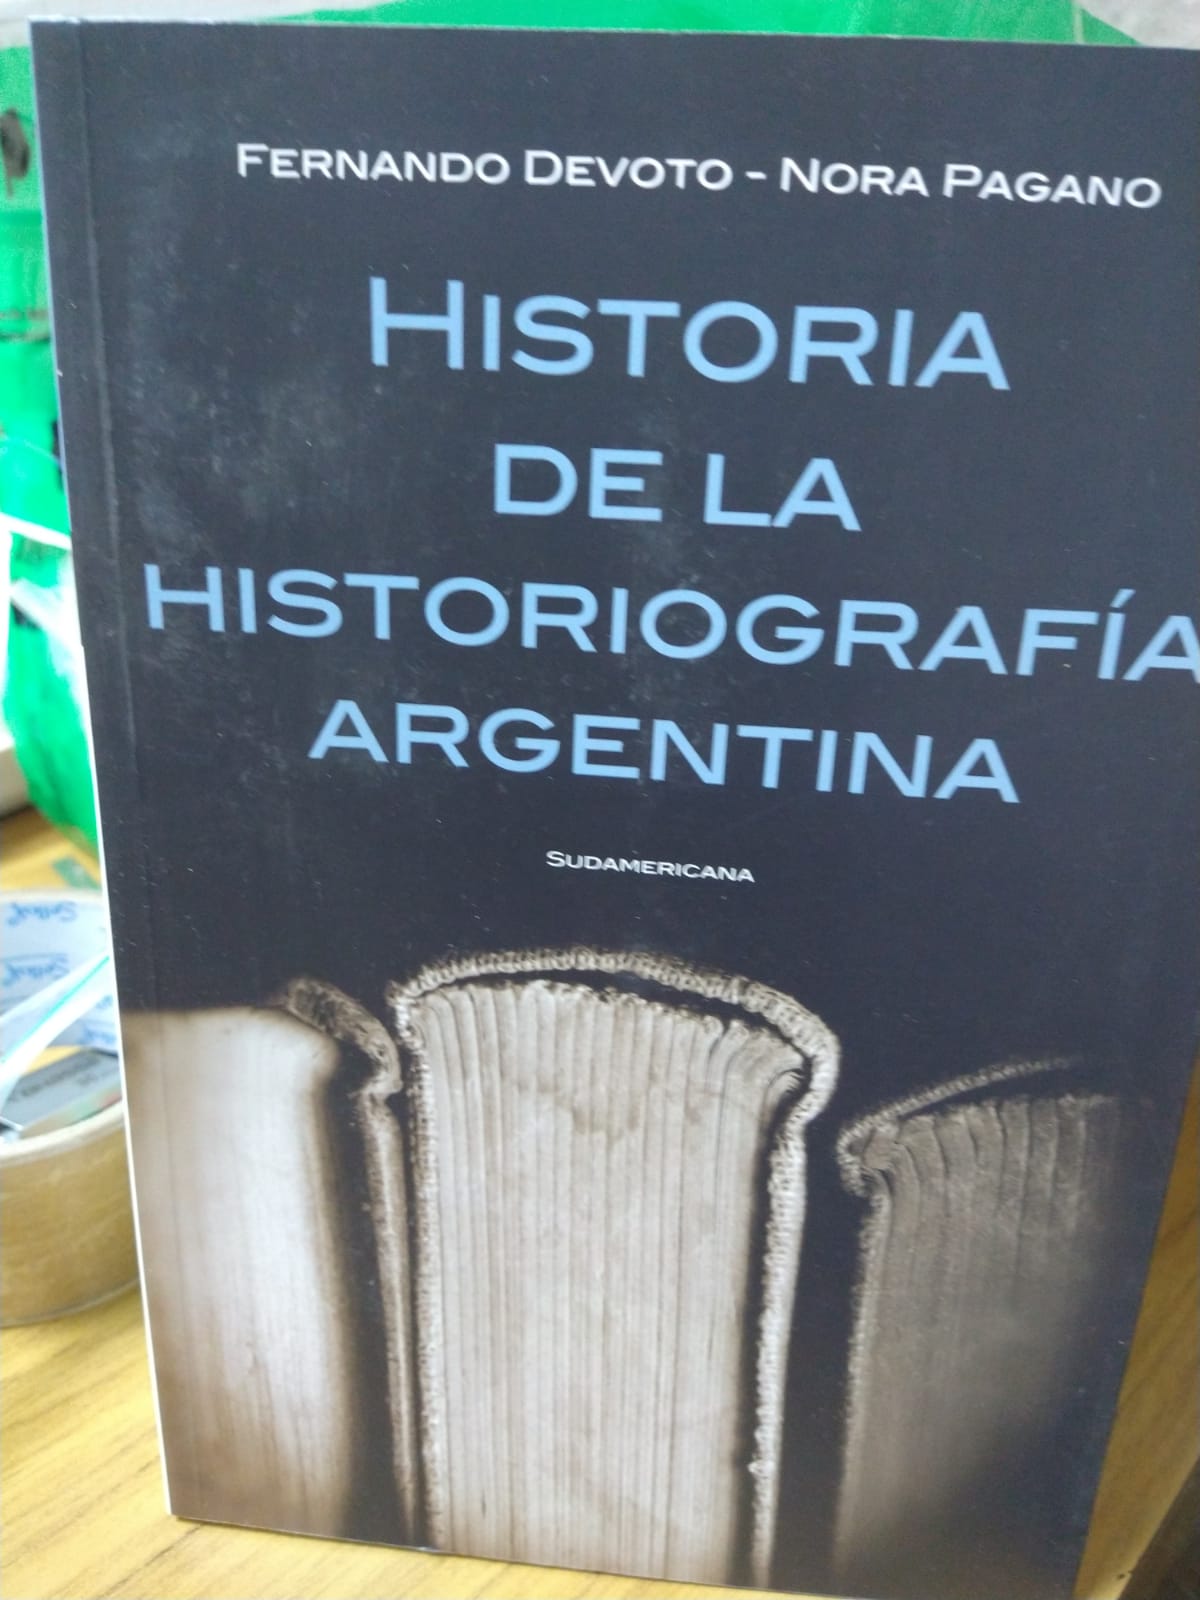 FERNANDO DEVOTO - NORA PAGANO
HISTORIA
DE LA
HISTORIOGRAFÍA
ARGENTINA
SUDAMERICANA